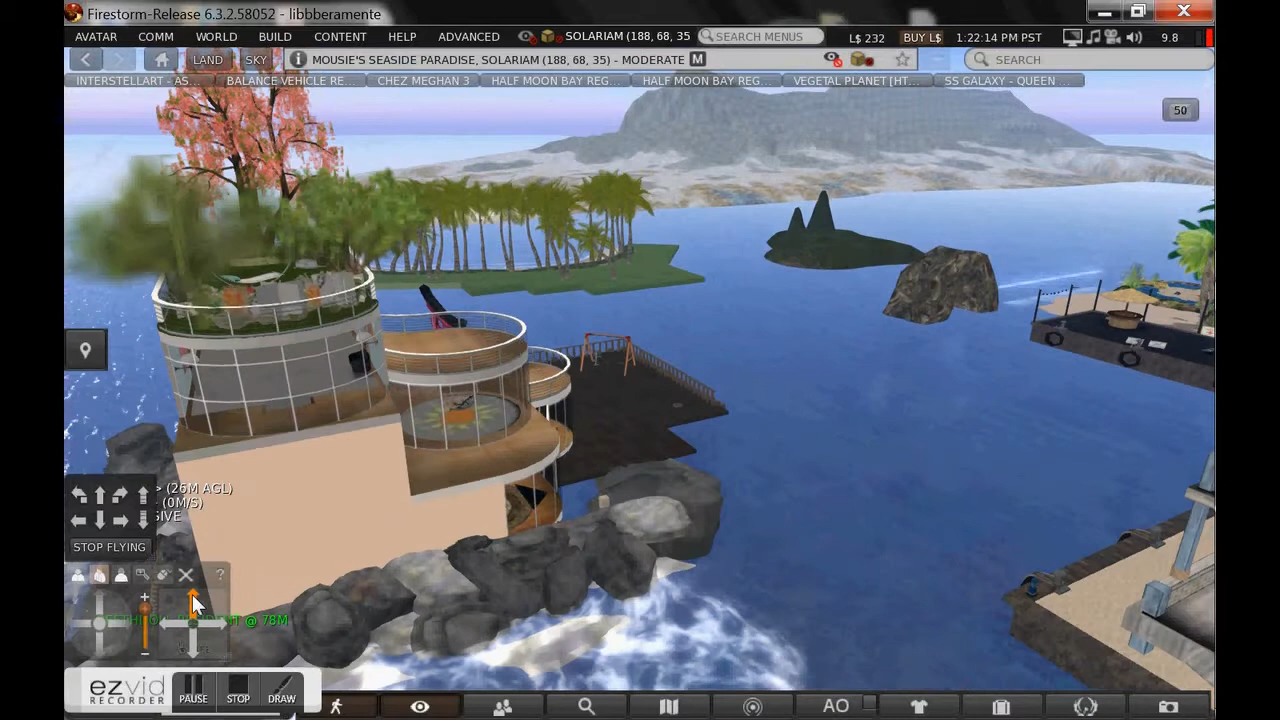 Firestorm-Release 6.3.2.58052 - libbberamente
AVATAR COMM WORLD BUILD CONTENT HELP ADVANCED SOLARIAM (188, 68, 35 SEARCH MENUS L$ 232 BUY L$ 1:22:14 PM PST 9.8
LAND SKY MOUSIE'S SEASIDE PARADISE, SOLARIAM (188, 68, 35) - MODERATE M SEARCH
INTERSTELLART - AS... BALANCE VEHICLE RE... CHEZ MEGHAN 3 HALF MOON BAY REG... HALF MOON BAY REG... VEGETAL PLANET [HT... SS GALAXY - QUEEN ...
50
> (26M AGL)
(0M/S)
SIVE
STOP FLYING
?
+
@ 78M
-
ezvid
RECORDER
PAUSE STOP DRAW
AO